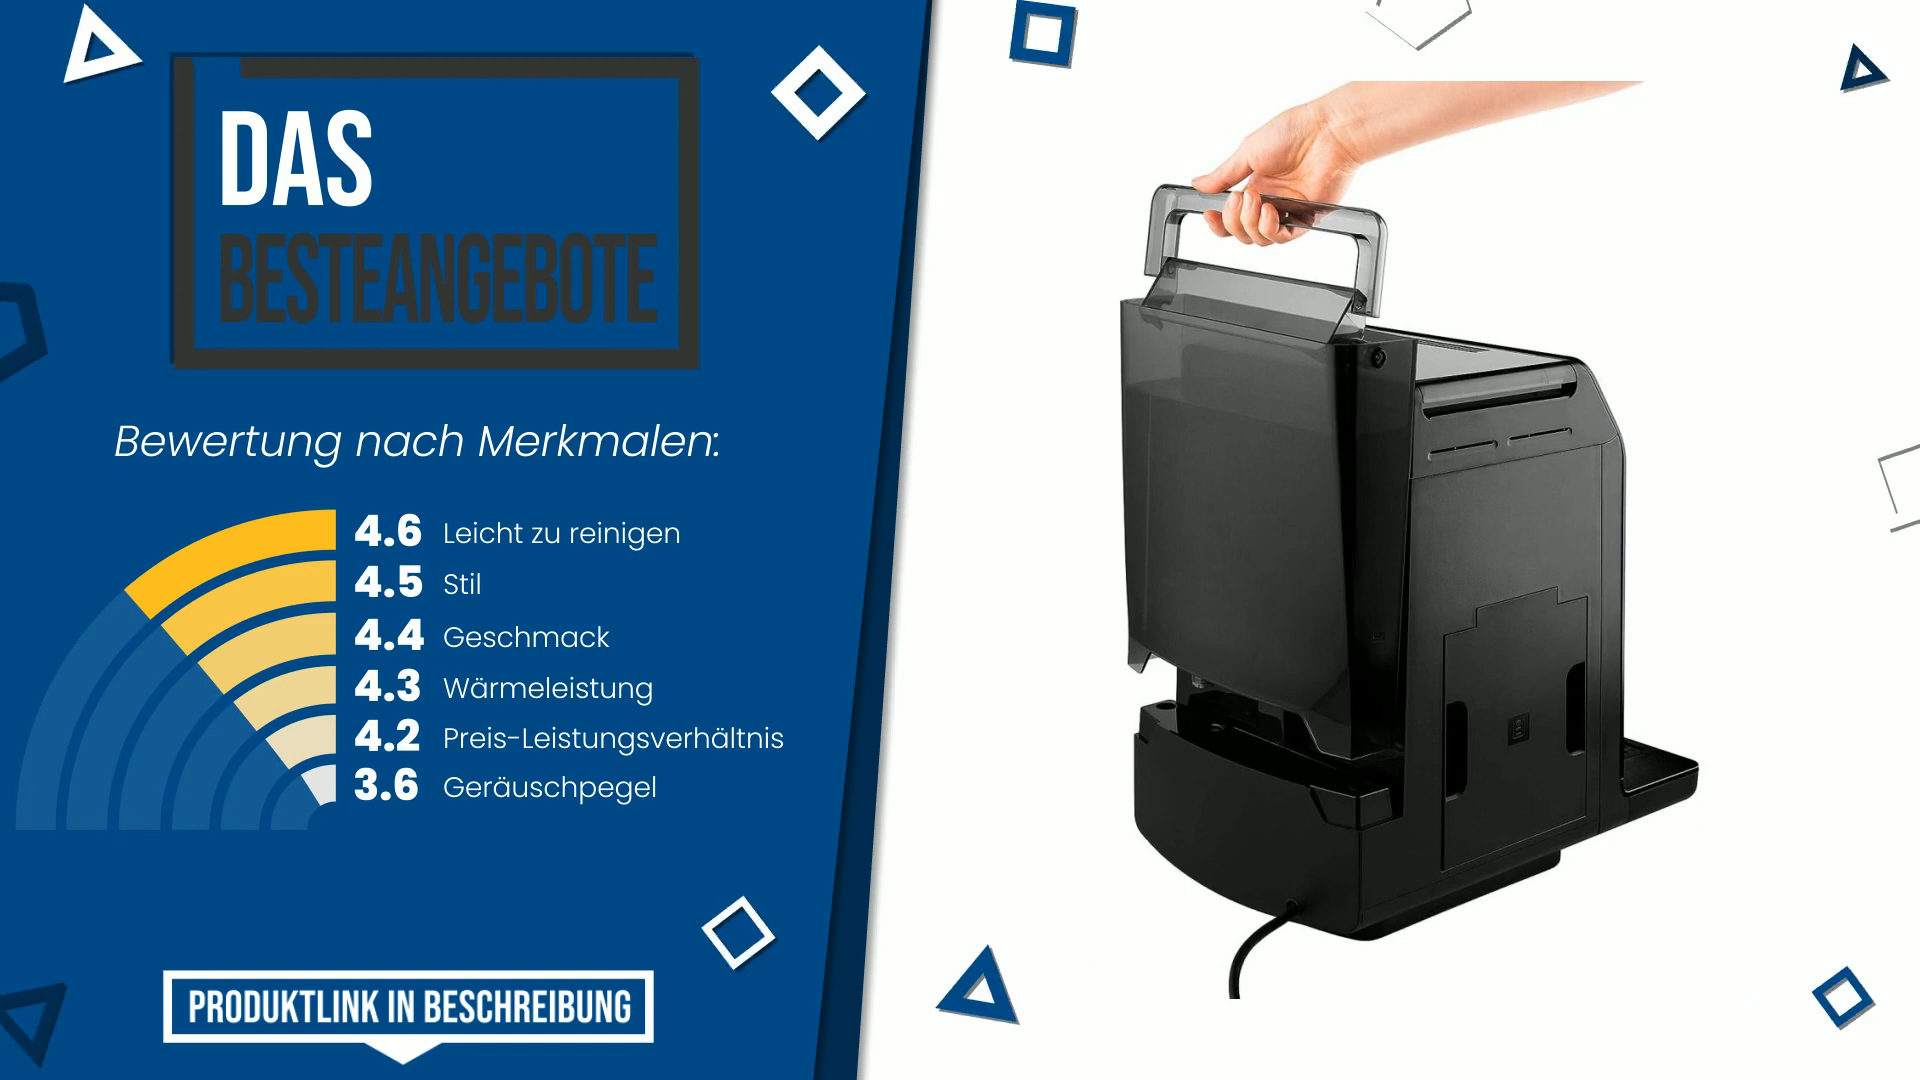 DAS
BESTEANGEBOTE
Bewertung nach Merkmalen:
4.6 Leicht zu reinigen
4.5 Stil
4.4 Geschmack
4.3 Wärmeleistung
4.2 Preis-Leistungsverhältnis
3.6 Geräuschpegel
PRODUKTLINK IN BESCHREIBUNG